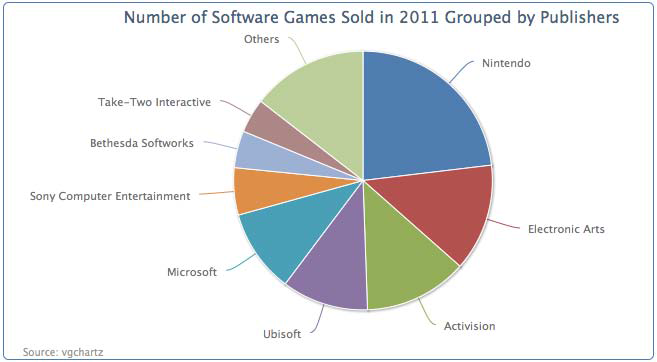 Number of Software Games Sold in 2011 Grouped by Publishers
Others
Nintendo
Take-Two Interactive
Bethesda Softworks
Sony Computer Entertainment
Electronic Arts
Microsoft
Ubisoft
Activision
Source: vgchartz